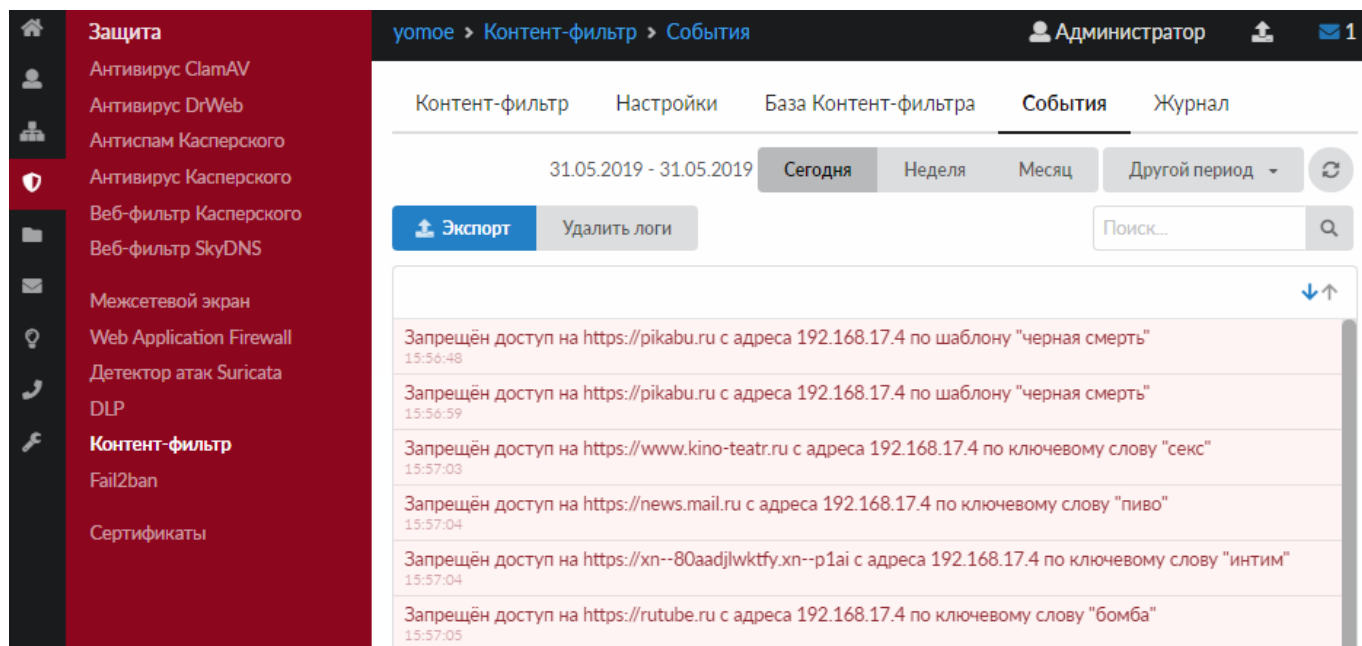 Защита
Антивирус ClamAV
Антивирус DrWeb
Антиспам Касперского
Антивирус Касперского
Веб-фильтр Касперского
Веб-фильтр SkyDNS
Межсетевой экран
Web Application Firewall
Детектор атак Suricata
DLP
Контент-фильтр
Fail2ban
Сертификаты
yomoe › Контент-фильтр › События
Администратор 1
Контент-фильтр Настройки База Контент-фильтра События Журнал
31.05.2019 - 31.05.2019 Сегодня Неделя Месяц Другой период
Экспорт Удалить логи Поиск...
Запрещён доступ на https://pikabu.ru с адреса 192.168.17.4 по шаблону "черная смерть"
15:56:48
Запрещён доступ на https://pikabu.ru с адреса 192.168.17.4 по шаблону "черная смерть"
15:56:59
Запрещён доступ на https://www.kino-teatr.ru с адреса 192.168.17.4 по ключевому слову "секс"
15:57:03
Запрещён доступ на https://news.mail.ru с адреса 192.168.17.4 по ключевому слову "пиво"
15:57:04
Запрещён доступ на https://xn--80aadjlwktfy.xn--p1ai с адреса 192.168.17.4 по ключевому слову "интим"
15:57:04
Запрещён доступ на https://rutube.ru с адреса 192.168.17.4 по ключевому слову "бомба"
15:57:05